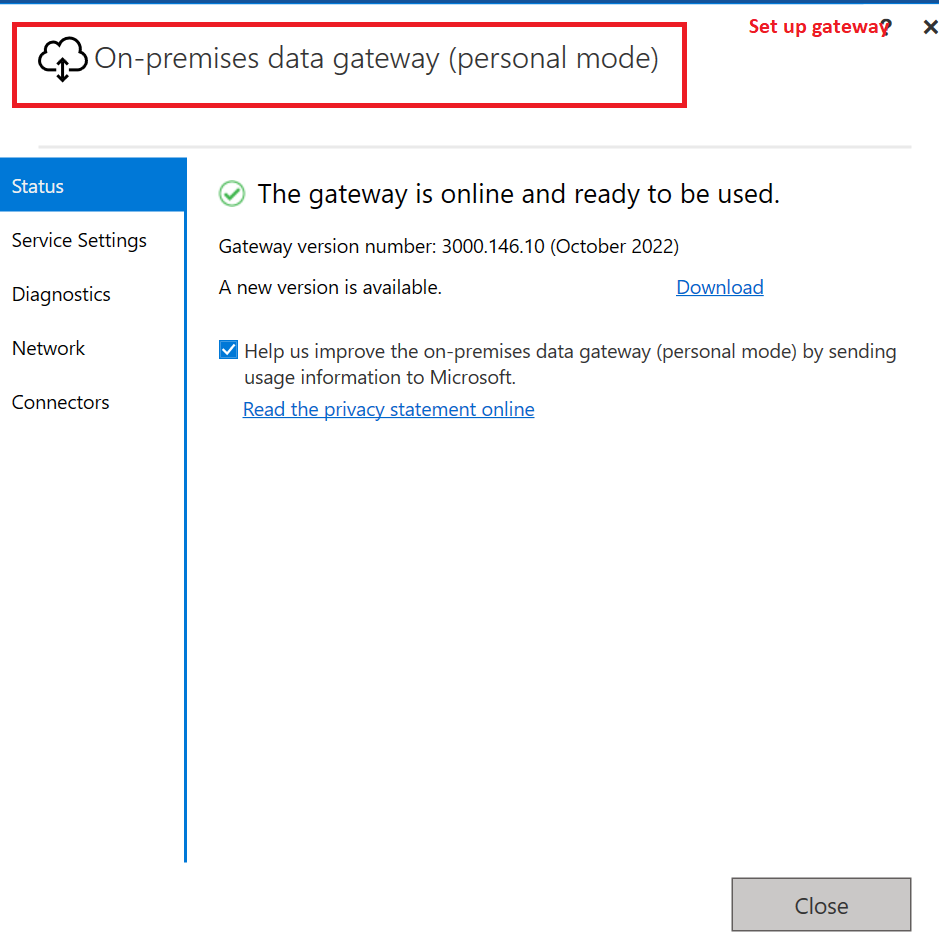 Set up gateway?
On-premises data gateway (personal mode)
Status
Service Settings
Diagnostics
Network
Connectors
The gateway is online and ready to be used.
Gateway version number: 3000.146.10 (October 2022)
A new version is available. Download
Help us improve the on-premises data gateway (personal mode) by sending
usage information to Microsoft.
Read the privacy statement online
Close